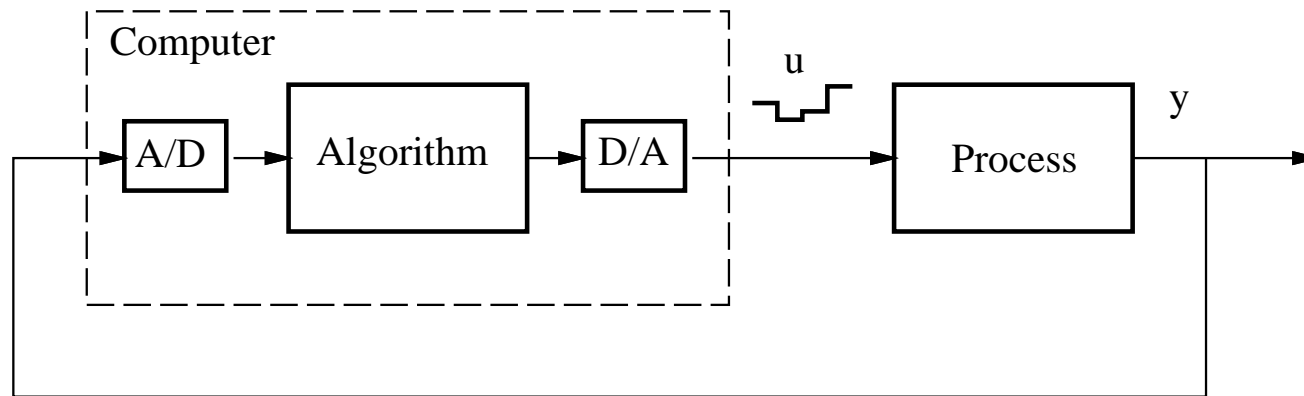 Computer
u
y
A/D
Algorithm
D/A
Process